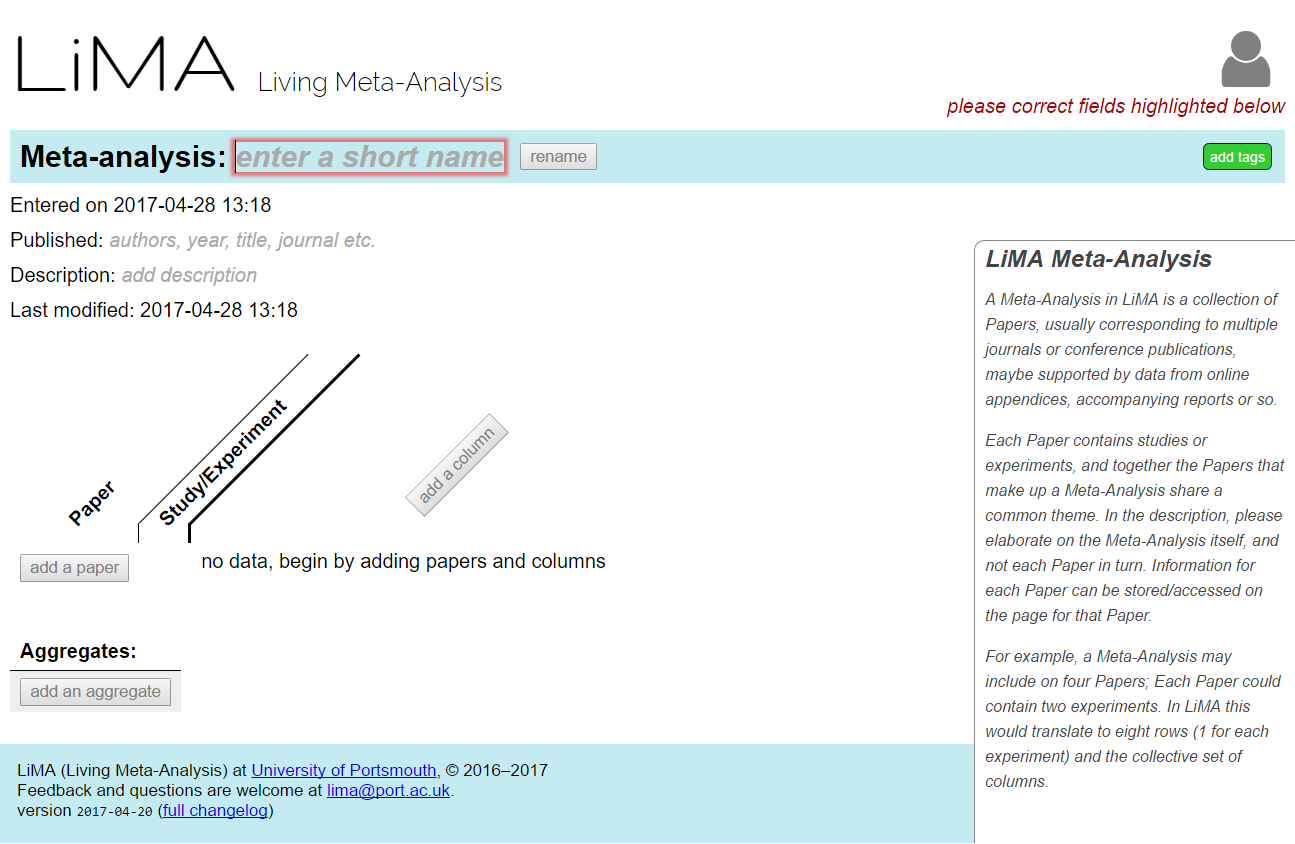 LiMA Living Meta-Analysis
please correct fields highlighted below
Meta-analysis: enter a short name rename add tags
Entered on 2017-04-28 13:18
Published: authors, year, title, journal etc.
Description: add description
Last modified: 2017-04-28 13:18
Paper
Study/Experiment
add a column
add a paper
no data, begin by adding papers and columns
Aggregates:
add an aggregate
LiMA Meta-Analysis
A Meta-Analysis in LiMA is a collection of
Papers, usually corresponding to multiple
journals or conference publications,
maybe supported by data from online
appendices, accompanying reports or so.
Each Paper contains studies or
experiments, and together the Papers that
make up a Meta-Analysis share a
common theme. In the description, please
elaborate on the Meta-Analysis itself, and
not each Paper in turn. Information for
each Paper can be stored/accessed on
the page for that Paper.
For example, a Meta-Analysis may
include on four Papers; Each Paper could
contain two experiments. In LiMA this
would translate to eight rows (1 for each
experiment) and the collective set of
columns.
LiMA (Living Meta-Analysis) at University of Portsmouth, © 2016–2017
Feedback and questions are welcome at lima@port.ac.uk.
version 2017-04-20 (full changelog)